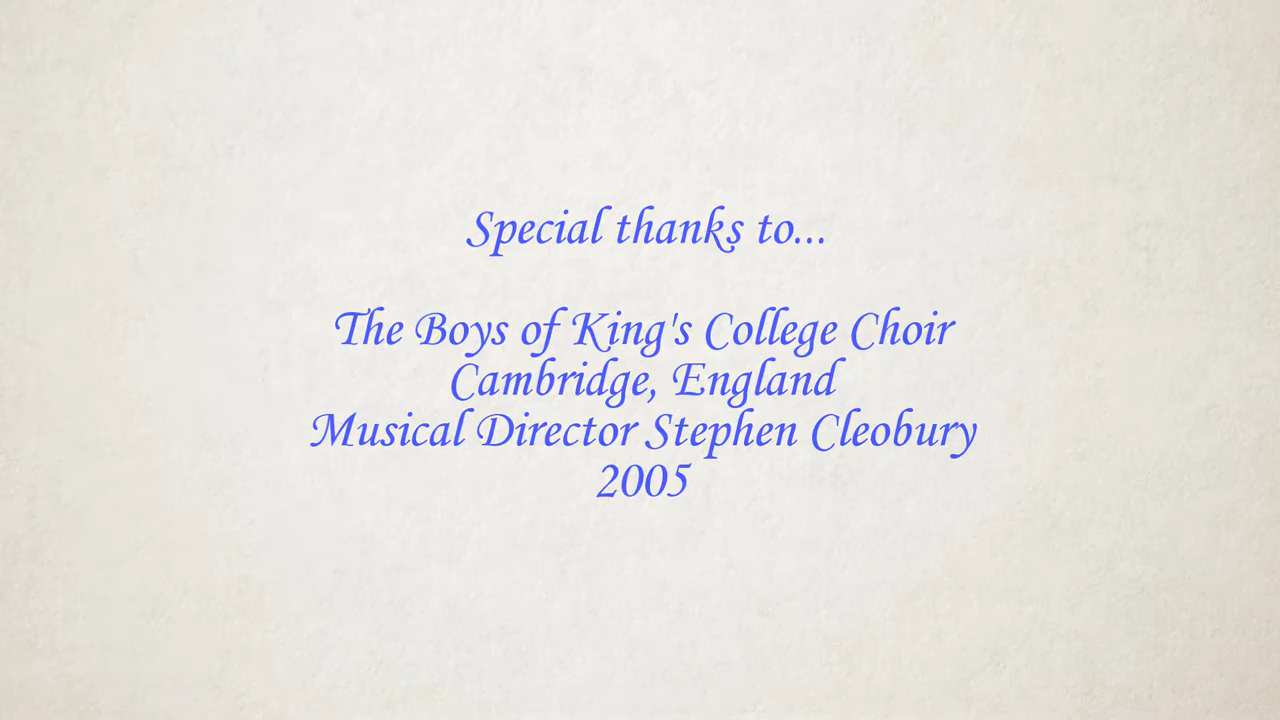 Special thanks to...
The Boys of King's College Choir
Cambridge, England
Musical Director Stephen Cleobury
2005